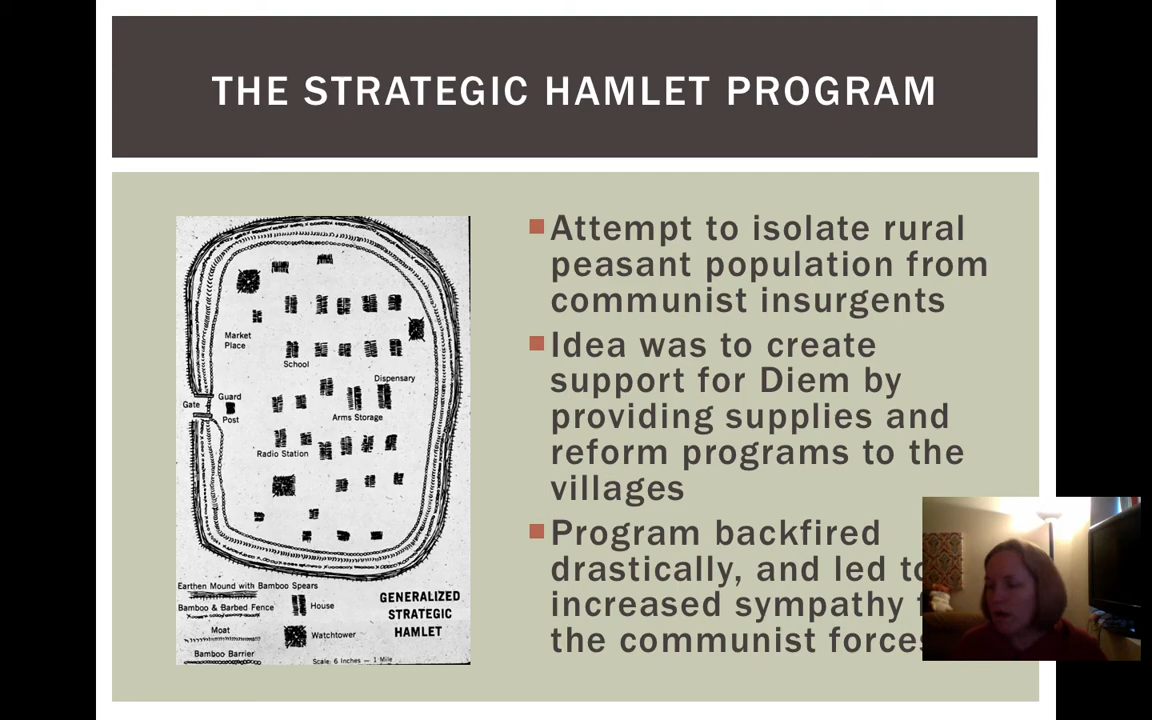 THE STRATEGIC HAMLET PROGRAM
Attempt to isolate rural
peasant population from
communist insurgents
Idea was to create
support for Diem by
providing supplies and
reform programs to the
villages
Program backfired
drastically, and led to
increased sympathy
the communist forces
Market
Place
School
Dispensary
Gate
Guard
Post
Arms Storage
Radio Station
Earthen Mound with Bamboo Spears
Bamboo & Barbed Fence
Moat
Bamboo Barrier
House
Watchtower
GENERALIZED
STRATEGIC
HAMLET
Scale: 6 Inches — 1 Mile